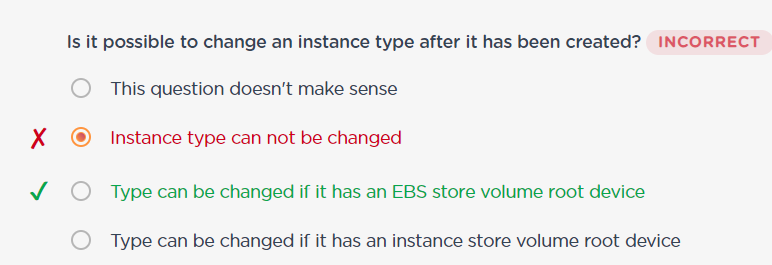 Is it possible to change an instance type after it has been created? INCORRECT
This question doesn't make sense
Instance type can not be changed
Type can be changed if it has an EBS store volume root device
Type can be changed if it has an instance store volume root device